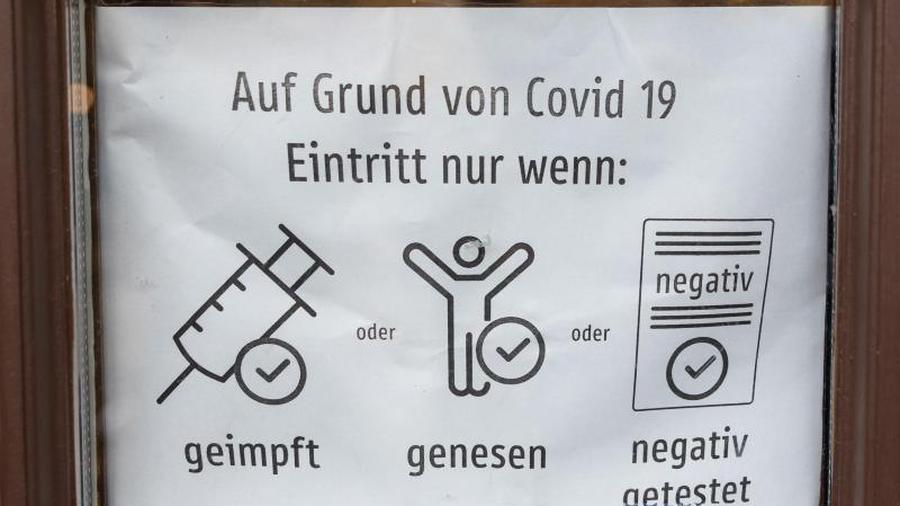 Auf Grund von Covid 19
Eintritt nur wenn:
negativ
oder
oder
geimpft
genesen
negativ
getestet